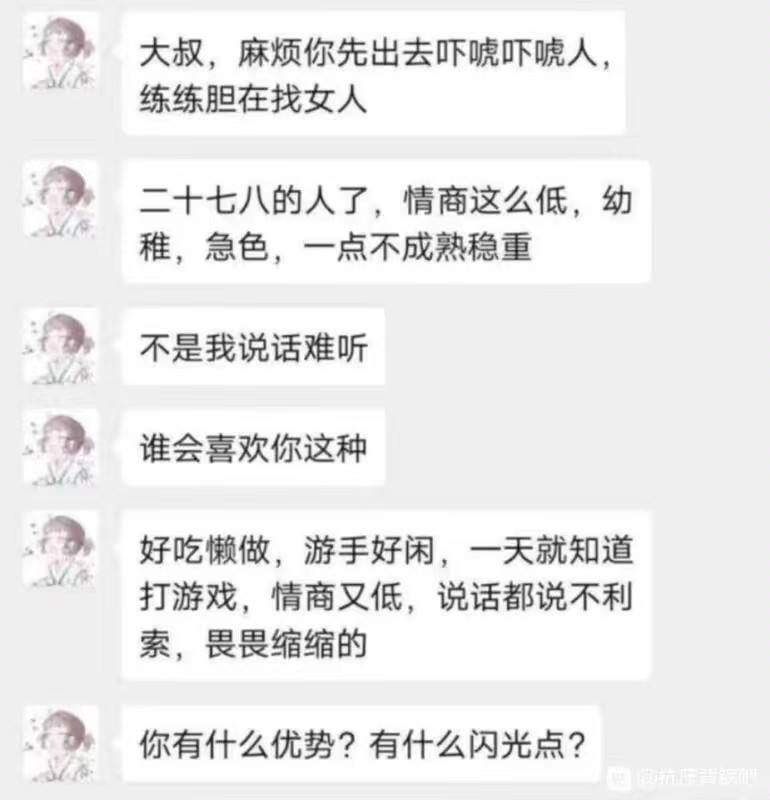 大叔，麻烦你先出去吓唬吓唬人，
练练胆在找女人
二十七八的人了，情商这么低，幼
稚，急色，一点不成熟稳重
不是我说话难听
谁会喜欢你这种
好吃懒做，游手好闲，一天就知道
打游戏，情商又低，说话都说不利
索，畏畏缩缩的
你有什么优势？有什么闪光点？
@抗压背锅吧